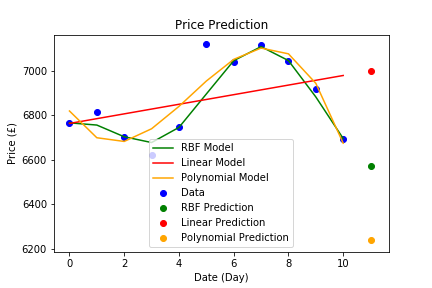 Price Prediction
Price (£)
7000
6800
6600
6400
6200
0
2
4
6
8
10
Date (Day)
RBF Model
Linear Model
Polynomial Model
Data
RBF Prediction
Linear Prediction
Polynomial Prediction